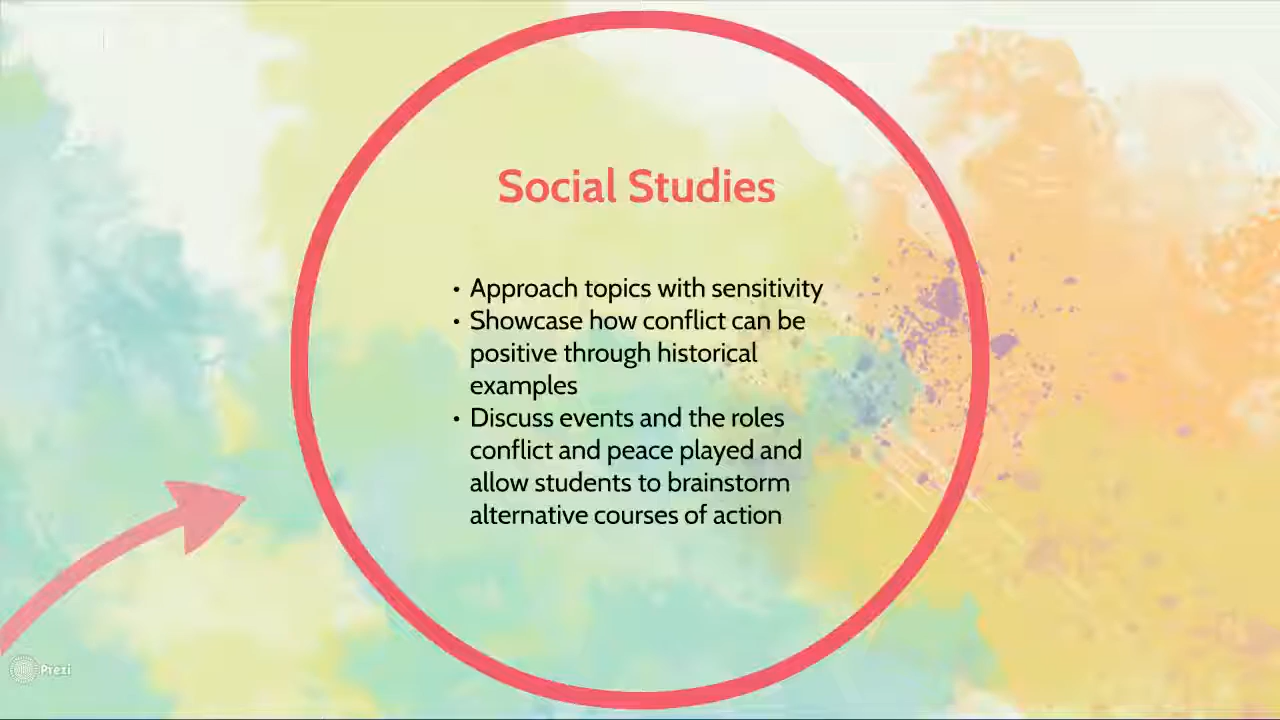 Social Studies
• Approach topics with sensitivity
• Showcase how conflict can be
positive through historical
examples
• Discuss events and the roles
conflict and peace played and
allow students to brainstorm
alternative courses of action
Prezi